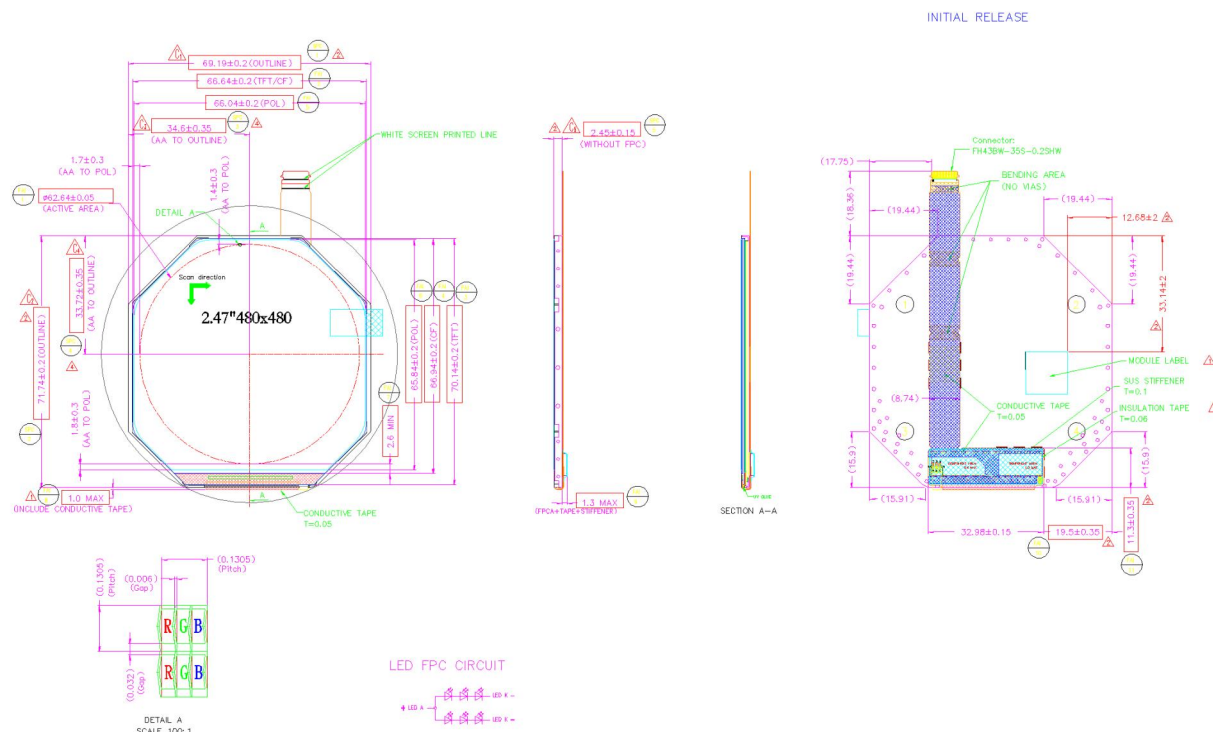 INITIAL RELEASE
69.19±0.2(OUTLINE)
66.64±0.2(TFT/CF)
66.04±0.2(POL)
34.6±0.35
(AA TO OUTLINE)
1.7±0.3
(AA TO POL)
1.4±0.3
(AA TO POL)
WHITE SCREEN PRINTED LINE
ø62.64±0.05
(ACTIVE AREA)
DETAIL A
A
Scan direction
2.47"480x480
33.72±0.35
(AA TO OUTLINE)
71.74±0.2(OUTLINE)
1.8±0.3
(AA TO POL)
65.84±0.2(POL)
66.94±0.2(CF)
70.14±0.2(TFT)
2.6 MIN
1.0 MAX
(INCLUDE CONDUCTIVE TAPE)
A
CONDUCTIVE TAPE
T=0.05
2.45±0.15
(WITHOUT FPC)
1.3 MAX
(FPCA+TAPE+STIFFENER)
SECTION A-A
Connector:
FH43BW-35S-0.2SHW
BENDING AREA
(NO VIAS)
(17.75)
(18.36)
(19.44)
(19.44)
(19.44)
(19.44)
12.68±2
33.14±2
MODULE LABEL
SUS STIFFENER
T=0.1
INSULATION TAPE
T=0.06
(8.74)
CONDUCTIVE TAPE
T=0.05
(15.9)
(15.9)
(15.91)
(15.91)
32.98±0.15
19.5±0.35
11.3±0.35
(0.1305)
(Pitch)
(0.006)
(Gap)
(0.1305)
(Pitch)
R G B
R G B
(0.032)
(Gap)
DETAIL A
SCALE 100:1
LED FPC CIRCUIT
LED A
LED K
LED K